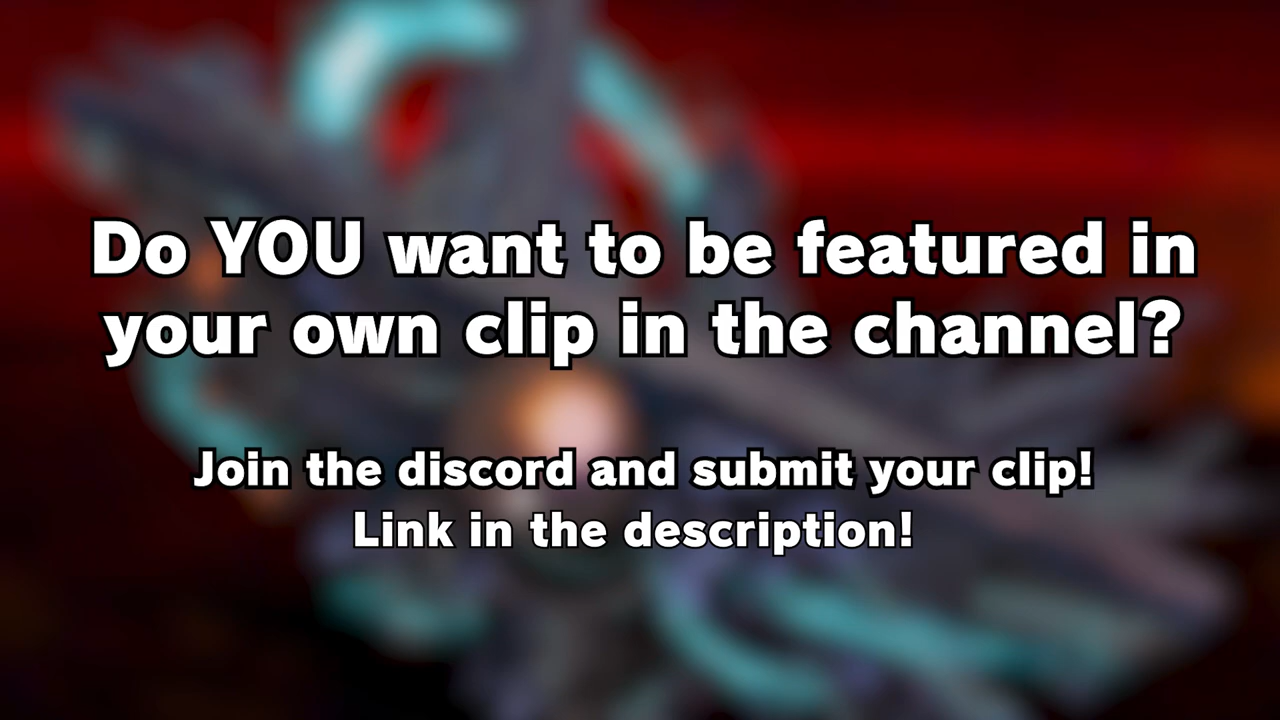 Do YOU want to be featured in
your own clip in the channel?
Join the discord and submit your clip!
Link in the description!